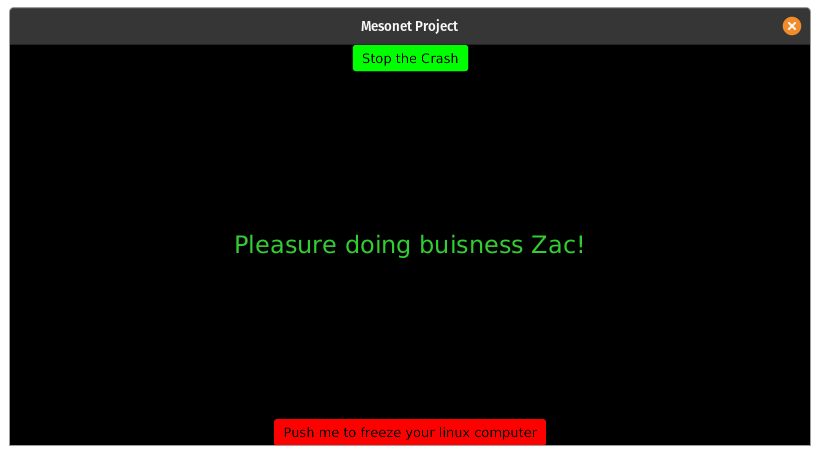 Mesonet Project
Stop the Crash
Pleasure doing buisness Zac!
Push me to freeze your linux computer